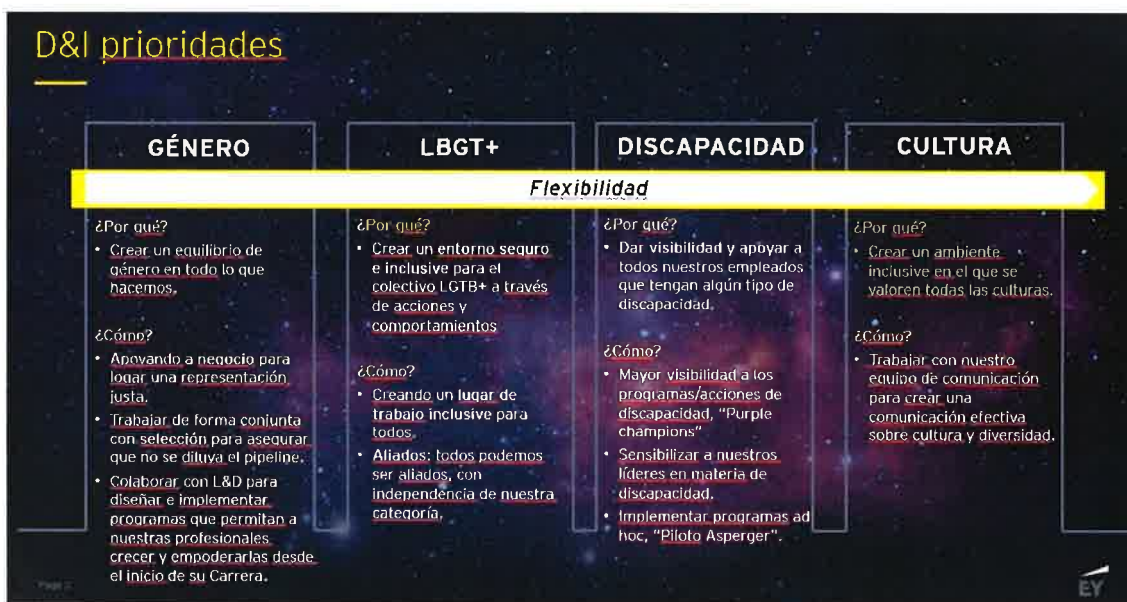 D&I prioridades
GÉNERO
LBGT+
DISCAPACIDAD
CULTURA
Flexibilidad
¿Por qué?
• Crear un equilibrio de
género en todo lo que
hacemos.
¿Cómo?
• Apoyando a negocio para
lograr una representación
justa.
• Trabajar de forma conjunta
con selección para asegurar
que no se diluya el pipeline.
• Colaborar con L&D para
diseñar e implementar
programas que permitan a
nuestras profesionales
crecer y empoderarlas desde
el inicio de su Carrera.
¿Por qué?
• Crear un entorno seguro
e inclusive para el
colectivo LGTB+ a través
de acciones y
comportamientos
¿Cómo?
• Creando un lugar de
trabajo inclusive para
todos.
• Aliados: todos podemos
ser aliados, con
independencia de nuestra
categoría.
¿Por qué?
• Dar visibilidad y apoyar a
todos nuestros empleados
que tengan algún tipo de
discapacidad.
¿Cómo?
• Mayor visibilidad a los
programas/acciones de
discapacidad, "Purple
champions"
• Sensibilizar a nuestros
líderes en materia de
discapacidad.
• Implementar programas ad
hoc, "Piloto Asperger".
¿Por qué?
• Crear un ambiente
inclusive en el que se
valoren todas las culturas.
¿Cómo?
• Trabajar con nuestro
equipo de comunicación
para crear una
comunicación efectiva
sobre cultura y diversidad.
Page
EY